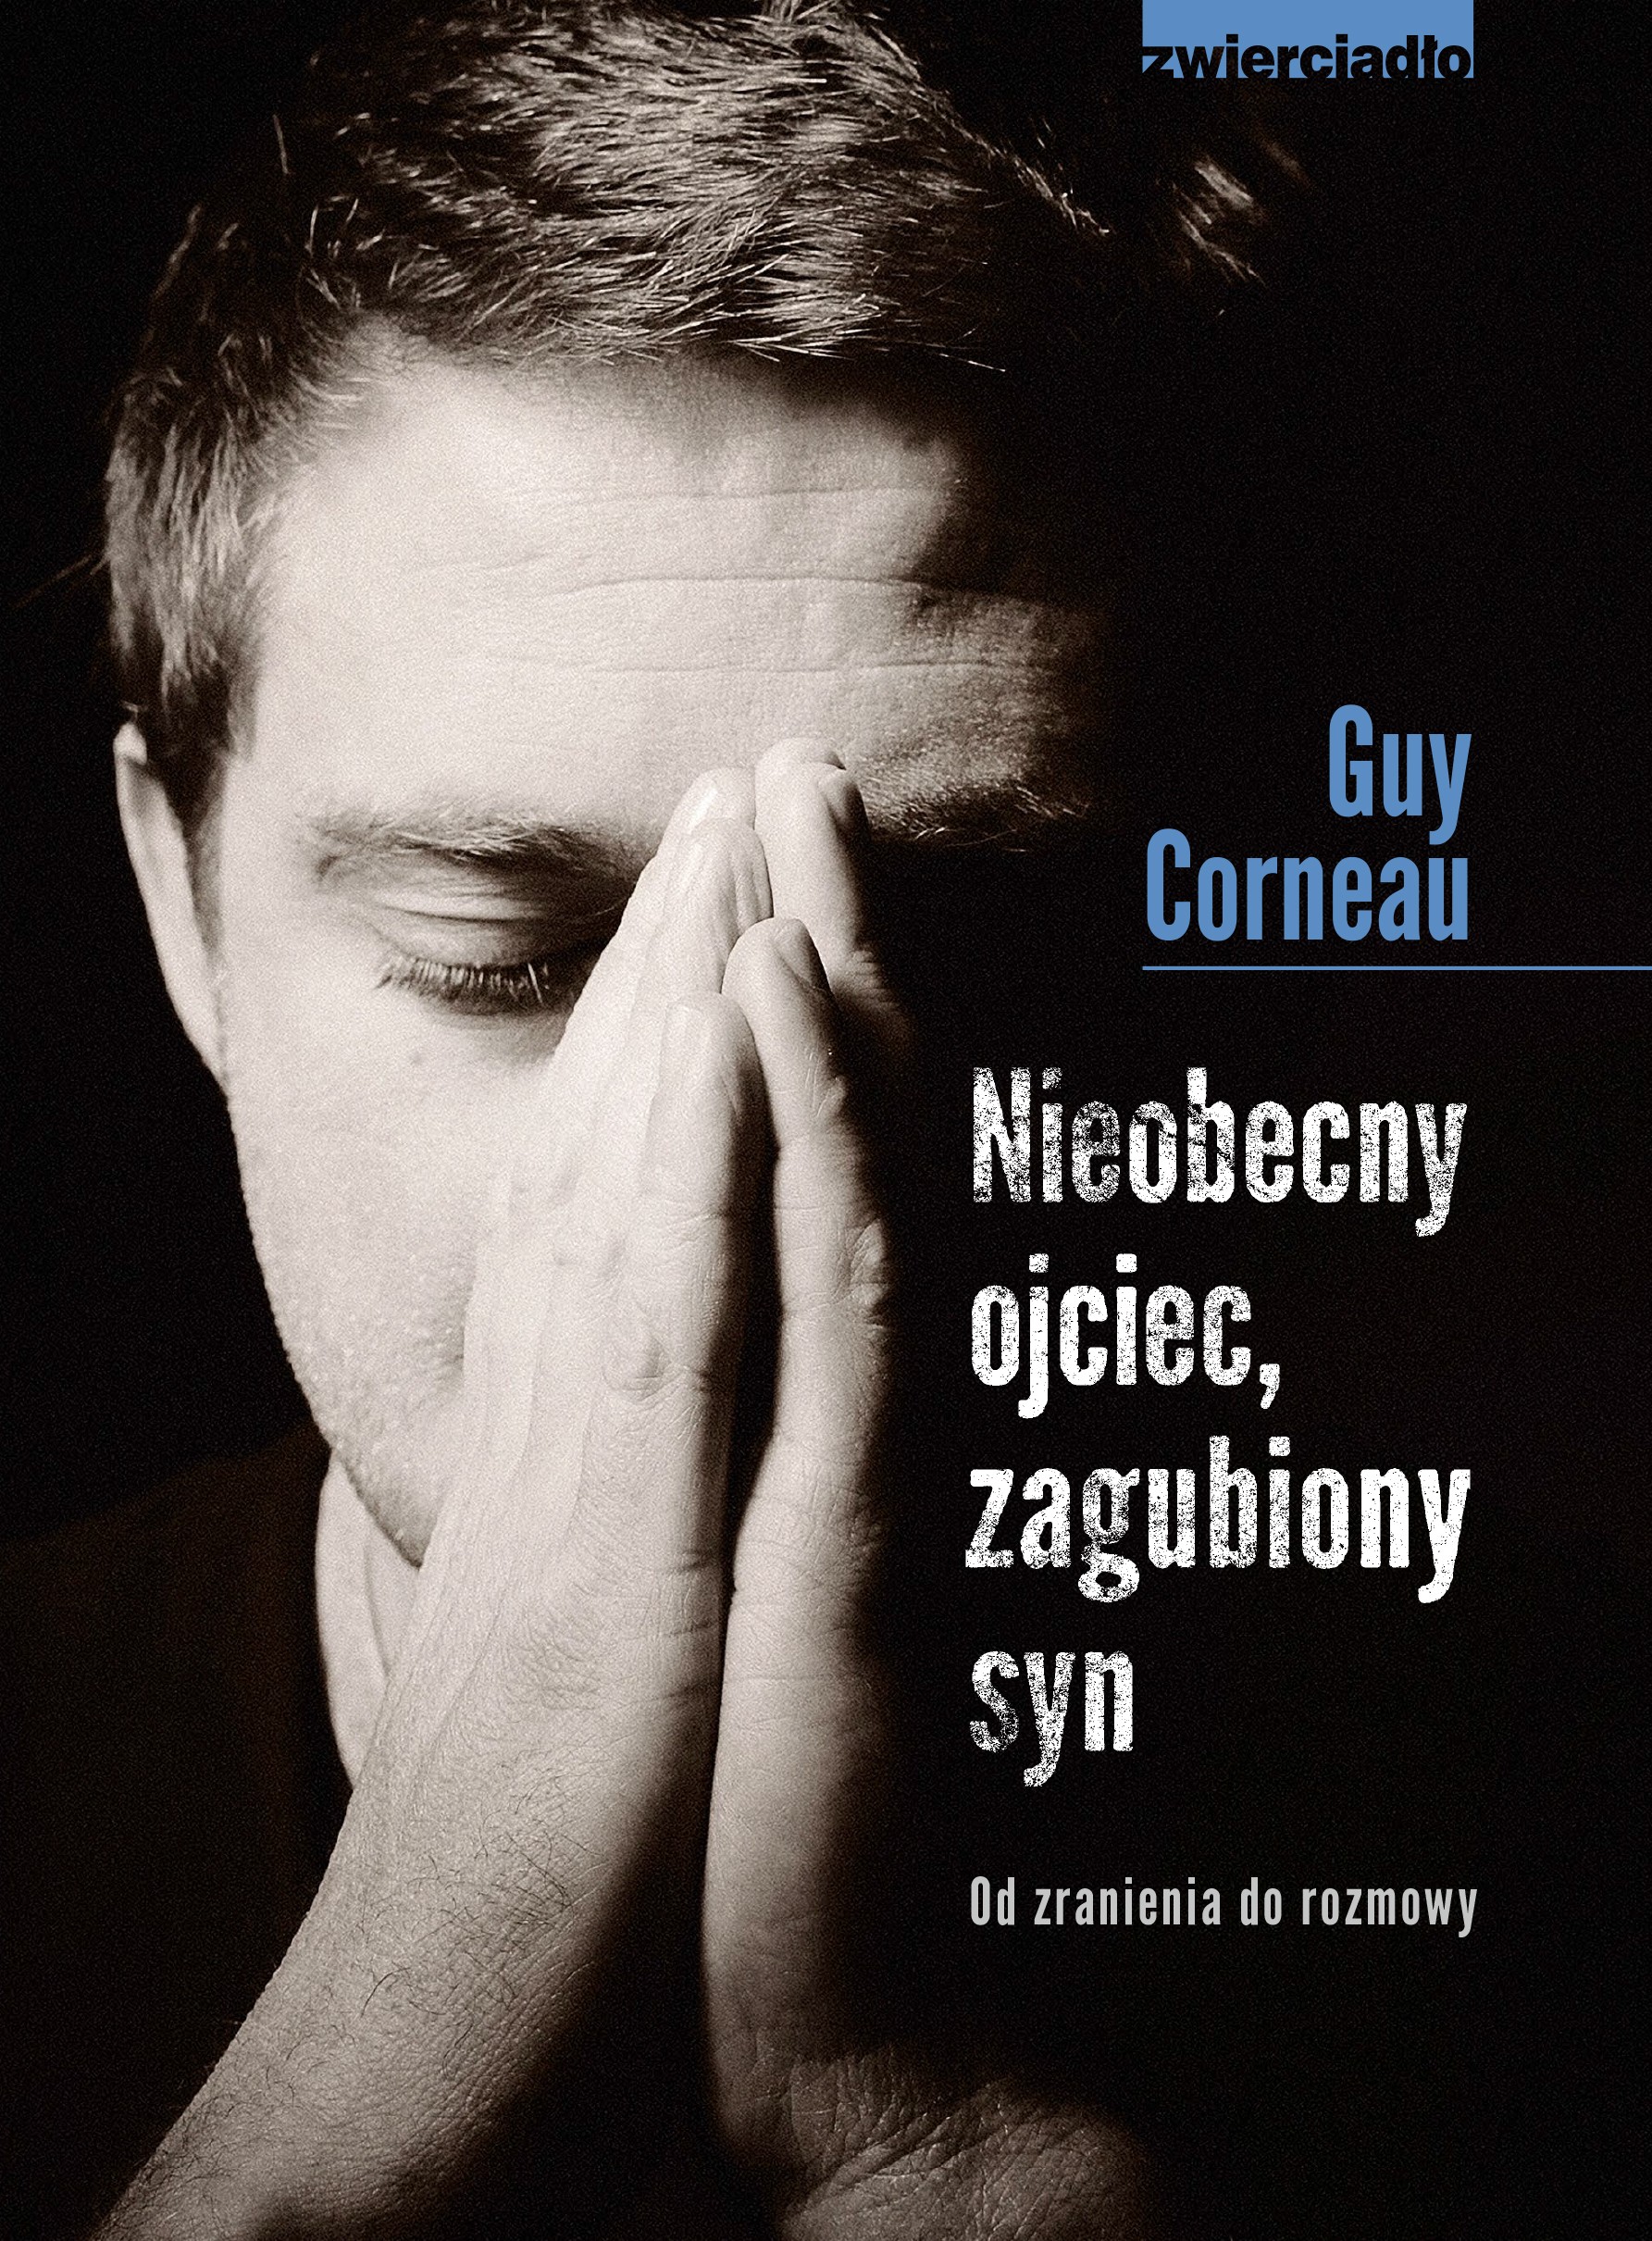 zwierciadło
Guy
Corneau
Nieobecny
ojciec,
zagubiony
syn
Od zranienia do rozmowy